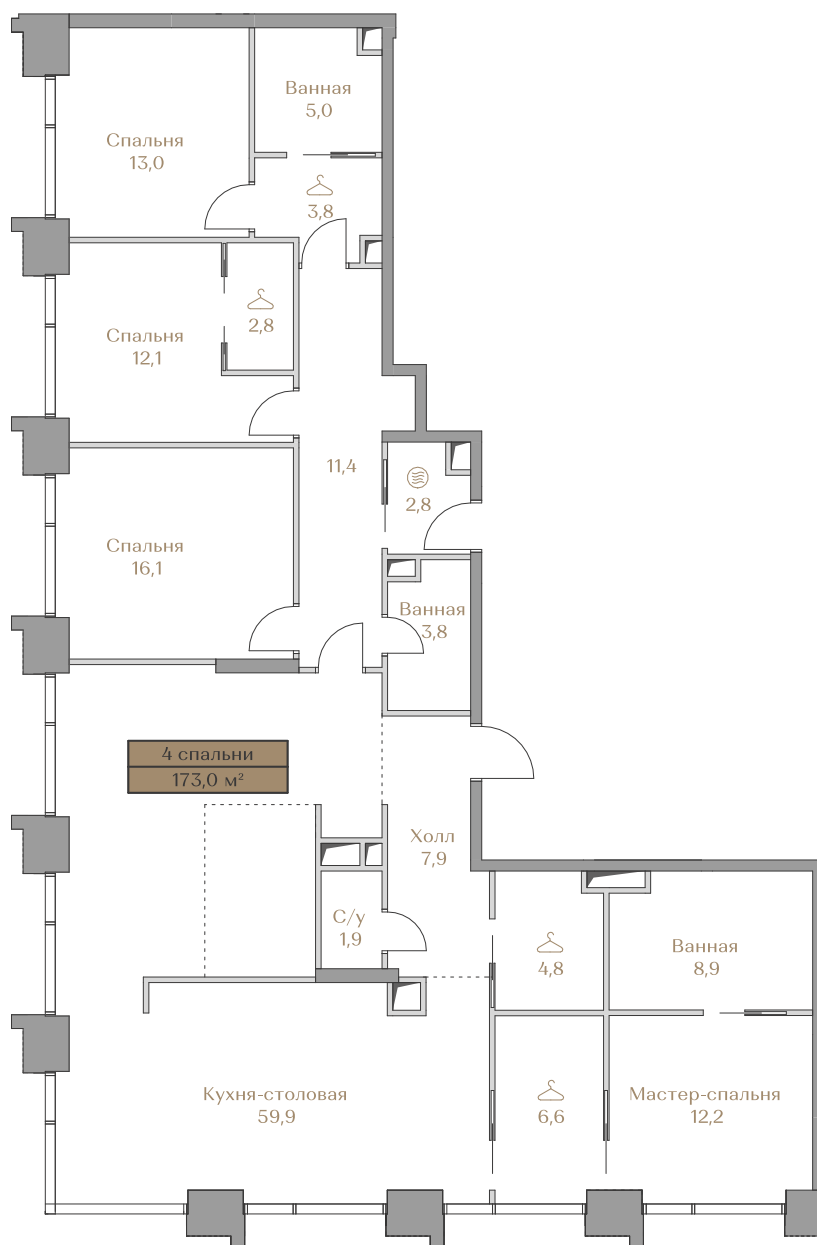 Ванная
5,0
Спальня
13,0
3,8
2,8
Спальня
12,1
11,4
2,8
Спальня
16,1
Ванная
3,8
4 спальни
173,0 м²
Холл
7,9
С/у
1,9
4,8
Ванная
8,9
Кухня-столовая
59,9
6,6
Мастер-спальня
12,2